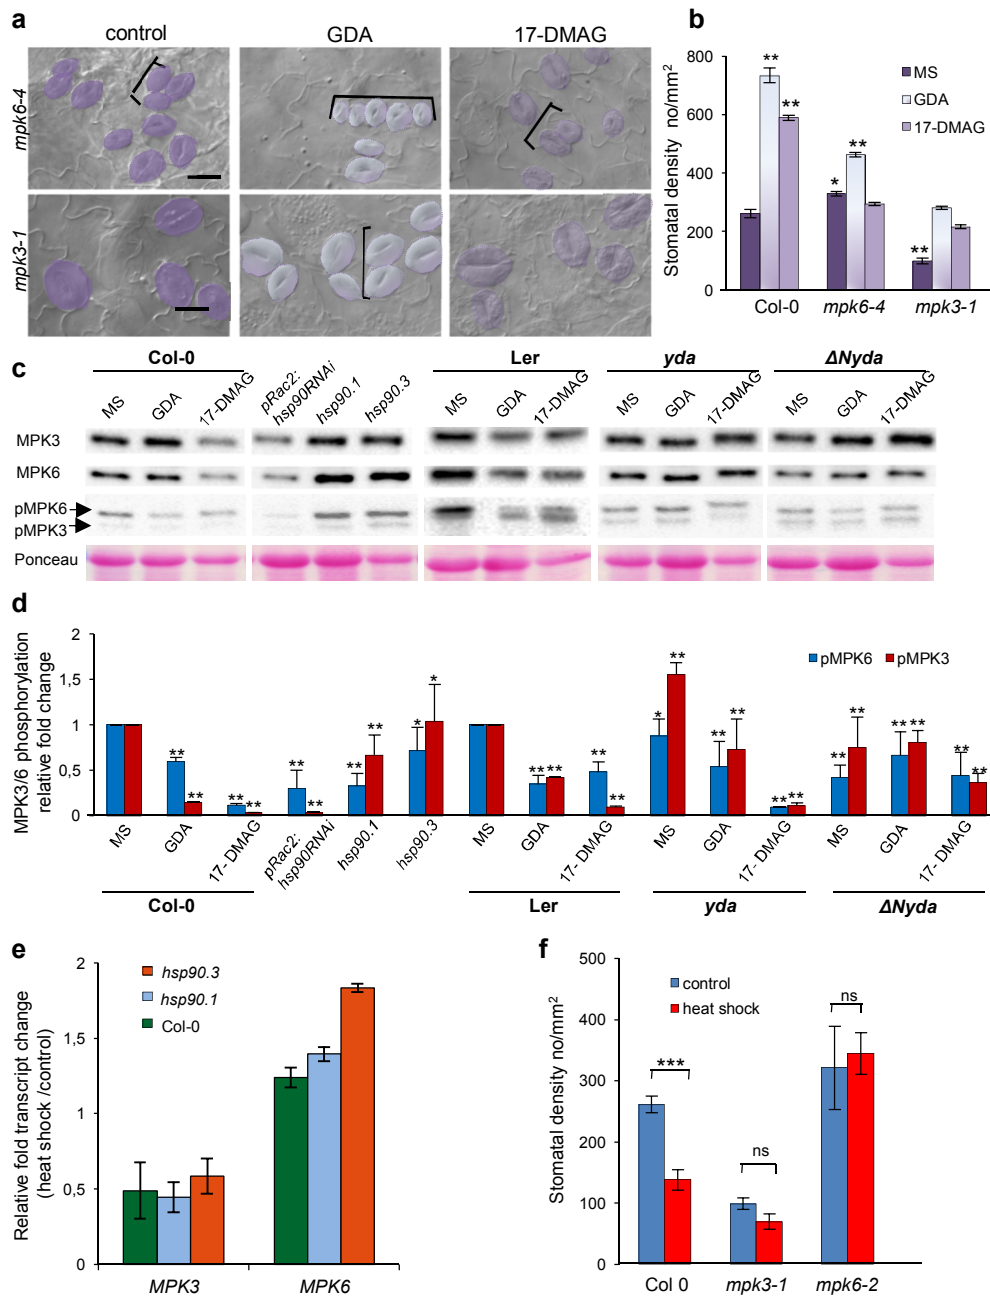 a
control
GDA
17-DMAG
mpk6-4
mpk3-1
b
Stomatal density no/mm2
800
600
400
200
0
MS
GDA
17-DMAG
**
**
*
**
**
Col-0
mpk6-4
mpk3-1
c
Col-0
Ler
yda
ΔNyda
MS
GDA
17-DMAG
pRac2:
hsp90RNAi
hsp90.1
hsp90.3
MS
GDA
17-DMAG
MS
GDA
17-DMAG
MS
GDA
17-DMAG
MPK3
MPK6
pMPK6
pMPK3
Ponceau
d
MPK3/6 phosphorylation
relative fold change
2
1,5
1
0,5
0
pMPK6
pMPK3
** ** ** ** ** ** ** ** * * ** ** ** ** * ** ** ** ** ** ** ** ** ** ** **
MS
GDA
17- DMAG
pRac2:
hsp90RNAi
hsp90.1
hsp90.3
MS
GDA
17- DMAG
MS
GDA
17- DMAG
MS
GDA
17- DMAG
Col-0
Ler
yda
ΔNyda
e
Relative fold transcript change
(heat shock /control)
2
1,5
1
0,5
0
hsp90.3
hsp90.1
Col-0
MPK3
MPK6
f
Stomatal density no/mm2
500
400
300
200
100
0
control
heat shock
***
ns
ns
Col 0
mpk3-1
mpk6-2